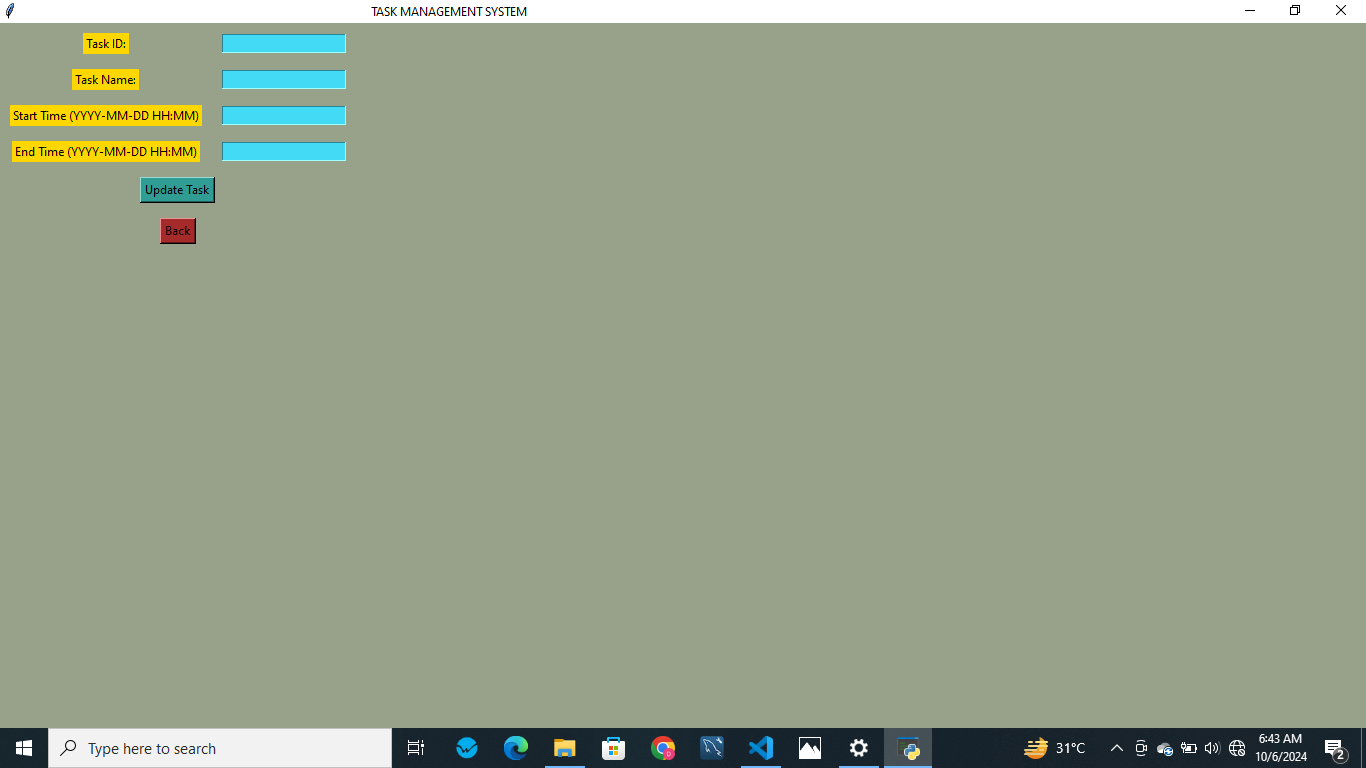 TASK MANAGEMENT SYSTEM
Task ID:
Task Name:
Start Time (YYYY-MM-DD HH:MM)
End Time (YYYY-MM-DD HH:MM)
Update Task
Back
Type here to search
31°C
6:43 AM
10/6/2024
2